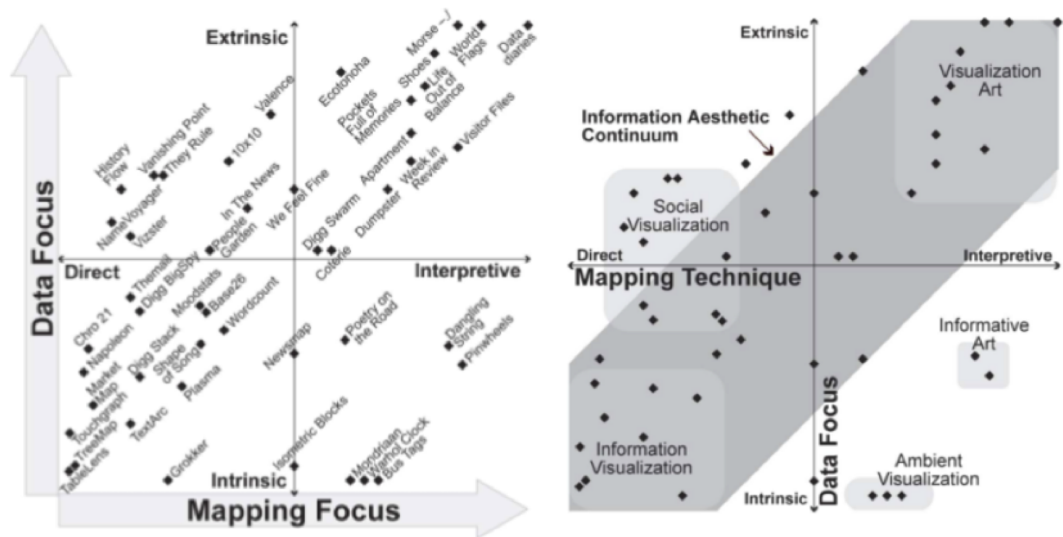 Extrinsic
Morse ~J
World
Flags
Data
diaries
Shoes
Life
Out of
Balance
Ecotonoha
Pockets
Full of
Memories
Valence
Visitor Files
Apartment
Week in
Review
10x10
Vanishing Point
They Rule
History
Flow
In The News
We Feel Fine
Dumpster
Digg Swarm
Coterie
NameVoyager
Vizster
People
Garden
Direct
Interpretive
Data Focus
Themail
Digg BigSpy
Moodstats
Base26
Wordcount
Chro 21
Napoleon
Market
Map
Digg Stack
Shape
of Song
Newsmap
Poetry on
the Road
Dangling
String
Pinwheels
Plasma
Touchgraph
TreeMap
TableLens
TextArc
Grokker
Isometric Blocks
Mondriaan
Warhol Clock
Bus Tags
Intrinsic
Mapping Focus
Extrinsic
Visualization
Art
Information Aesthetic
Continuum
Social
Visualization
Direct
Interpretive
Mapping Technique
Informative
Art
Data Focus
Information
Visualization
Ambient
Visualization
Intrinsic